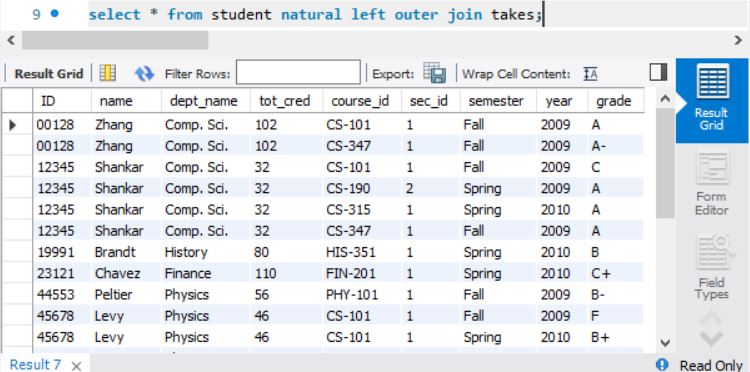 9 select * from student natural left outer join takes;
Result Grid Filter Rows: Export: Wrap Cell Content: IA
ID name dept_name tot_cred course_id sec_id semester year grade
00128 Zhang Comp. Sci. 102 CS-101 1 Fall 2009 A
00128 Zhang Comp. Sci. 102 CS-347 1 Fall 2009 A-
12345 Shankar Comp. Sci. 32 CS-101 1 Fall 2009 C
12345 Shankar Comp. Sci. 32 CS-190 2 Spring 2009 A
12345 Shankar Comp. Sci. 32 CS-315 1 Spring 2010 A
12345 Shankar Comp. Sci. 32 CS-347 1 Fall 2009 A
19991 Brandt History 80 HIS-351 1 Spring 2010 B
23121 Chavez Finance 110 FIN-201 1 Spring 2010 C+
44553 Peltier Physics 56 PHY-101 1 Fall 2009 B-
45678 Levy Physics 46 CS-101 1 Fall 2009 F
45678 Levy Physics 46 CS-101 1 Spring 2010 B+
Result
Grid
Form
Editor
Field
Types
Result 7 Read Only